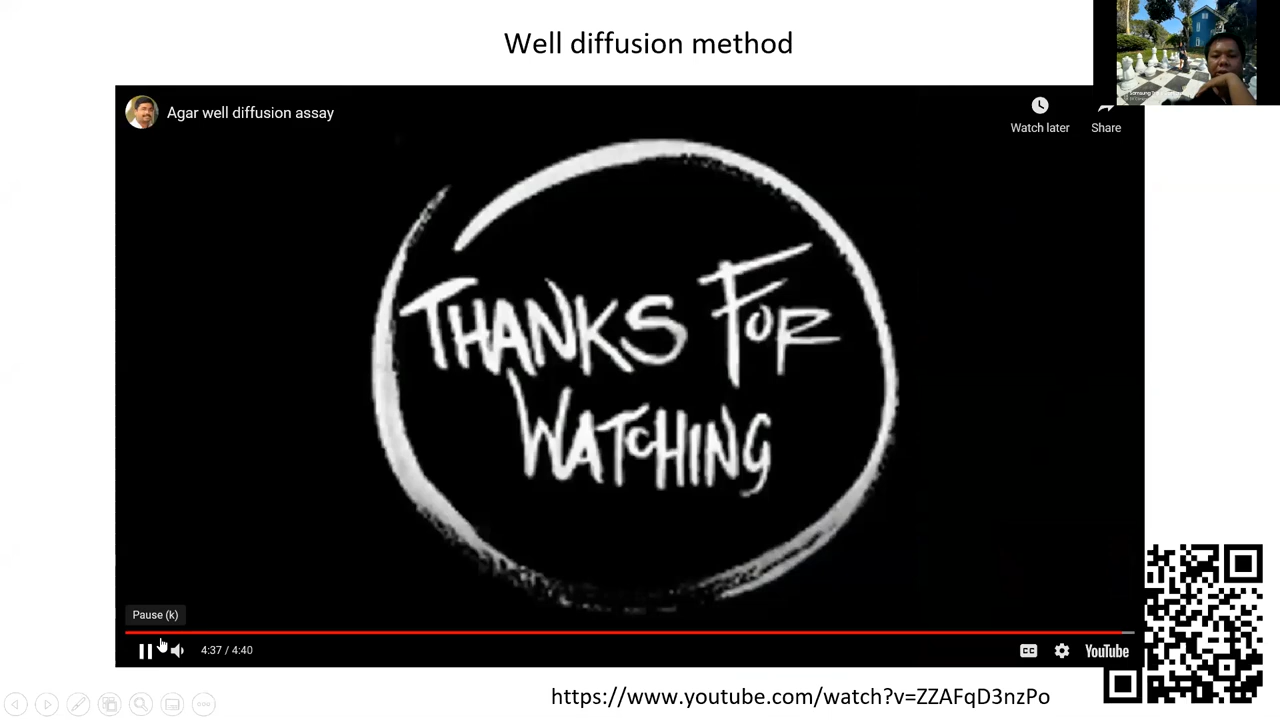 Well diffusion method
Agar well diffusion assay
Watch later
Share
THANKS FOR
WATCHING
Pause (k)
4:37 / 4:40
CC
YouTube
https://www.youtube.com/watch?v=ZZAFqD3nzPo